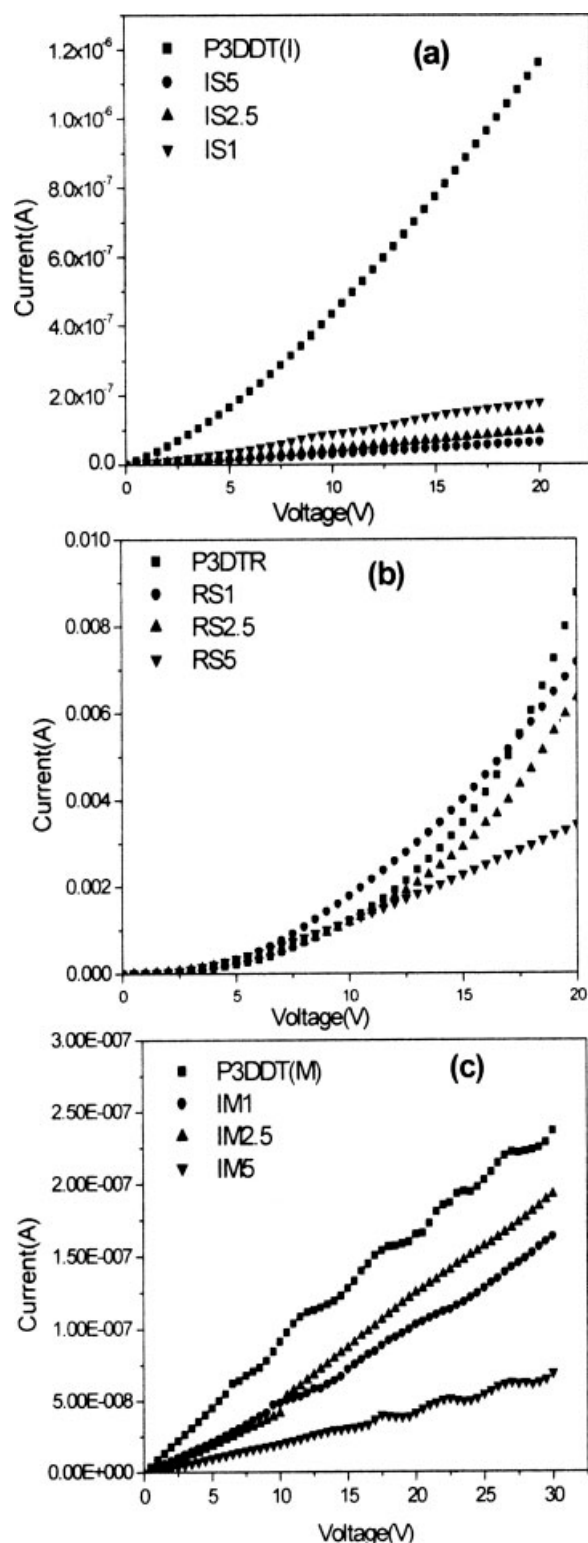 (a)
P3DDT(I)
IS5
IS2.5
IS1
1.2x10-6
1.0x10-6
8.0x10-7
6.0x10-7
4.0x10-7
2.0x10-7
0.0
Current(A)
0 5 10 15 20
Voltage(V)
(b)
P3DTR
RS1
RS2.5
RS5
0.010
0.008
0.006
0.004
0.002
0.000
Current(A)
0 5 10 15 20
Voltage(V)
(c)
P3DDT(M)
IM1
IM2.5
IM5
3.00E-007
2.50E-007
2.00E-007
1.50E-007
1.00E-007
5.00E-008
0.00E+000
Current(A)
0 5 10 15 20 25 30
Voltage(V)